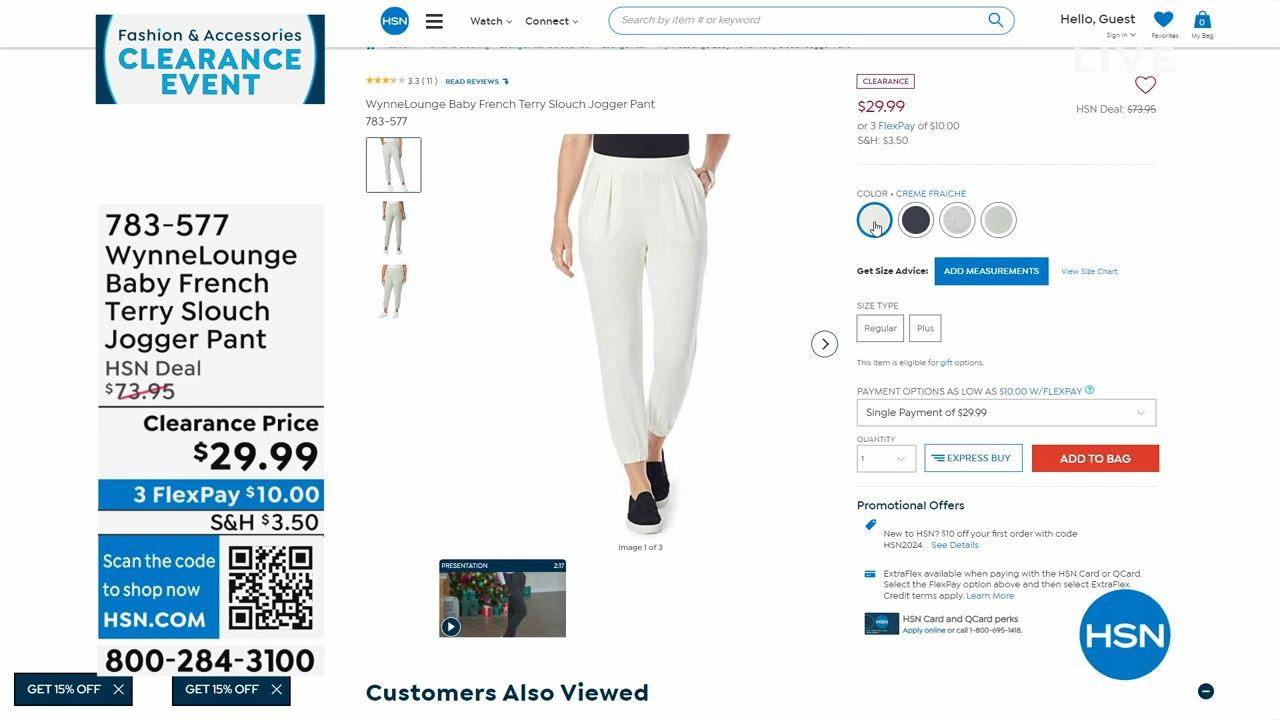 Fashion & Accessories
CLEARANCE
EVENT
HSN
Watch
Connect
Search by item # or keyword
Hello, Guest
Sign In
Favorites
0
My Bag
LIVE
3.3 ( 11 )
READ REVIEWS
WynneLounge Baby French Terry Slouch Jogger Pant
783-577
CLEARANCE
$29.99
HSN Deal: $73.95
or 3 FlexPay of $10.00
S&H: $3.50
COLOR • CREME FRAICHE
Get Size Advice:
ADD MEASUREMENTS
View Size Chart
SIZE TYPE
Regular
Plus
This item is eligible for gift options.
PAYMENT OPTIONS AS LOW AS $10.00 W/FLEXPAY
Single Payment of $29.99
QUANTITY
1
EXPRESS BUY
ADD TO BAG
Promotional Offers
New to HSN? $10 off your first order with code
HSN2024. See Details
ExtraFlex available when paying with the HSN Card or QCard.
Select the FlexPay option above and then select ExtraFlex.
Credit terms apply. Learn More
HSN
HSN Card and QCard perks
Apply online or call 1-800-695-1418.
HSN
Image 1 of 3
PRESENTATION
2:17
783-577
WynneLounge
Baby French
Terry Slouch
Jogger Pant
HSN Deal
$73.95
Clearance Price
$29.99
3 FlexPay $10.00
S&H $3.50
Scan the code
to shop now
HSN.COM
800-284-3100
GET 15% OFF
GET 15% OFF
Customers Also Viewed